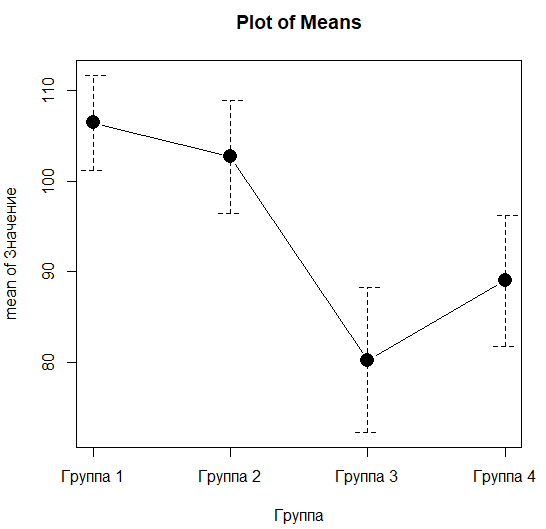 Plot of Means
mean of Значение
110
100
90
80
Группа 1 Группа 2 Группа 3 Группа 4
Группа